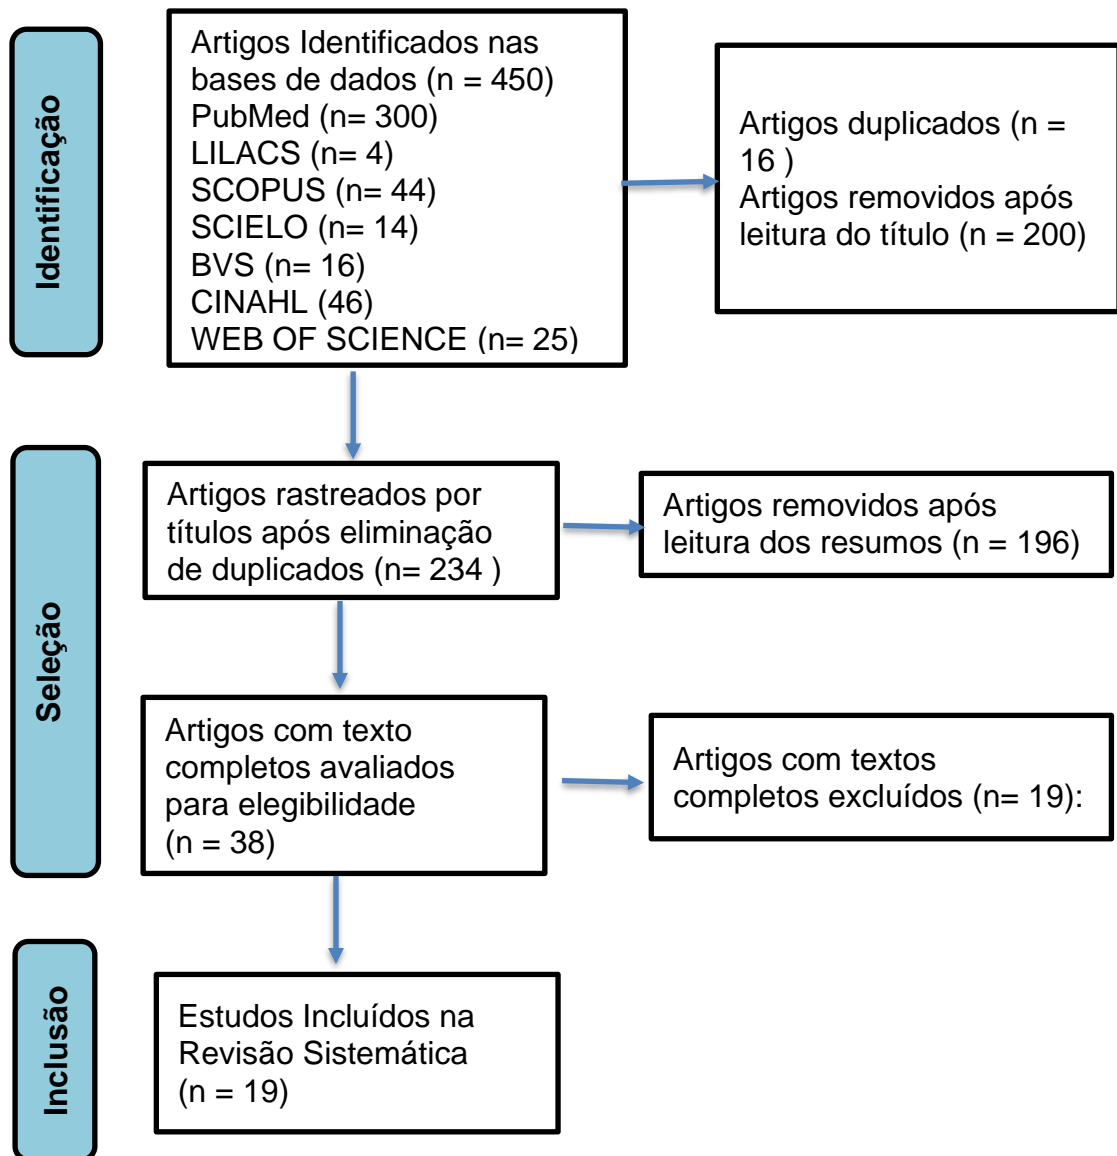 Identificação
Artigos Identificados nas
bases de dados (n = 450)
PubMed (n= 300)
LILACS (n= 4)
SCOPUS (n= 44)
SCIELO (n= 14)
BVS (n= 16)
CINAHL (46)
WEB OF SCIENCE (n= 25)
Artigos duplicados (n =
16 )
Artigos removidos após
leitura do título (n = 200)
Seleção
Artigos rastreados por
títulos após eliminação
de duplicados (n= 234 )
Artigos removidos após
leitura dos resumos (n = 196)
Artigos com texto
completos avaliados
para elegibilidade
(n = 38)
Artigos com textos
completos excluídos (n= 19):
Inclusão
Estudos Incluídos na
Revisão Sistemática
(n = 19)